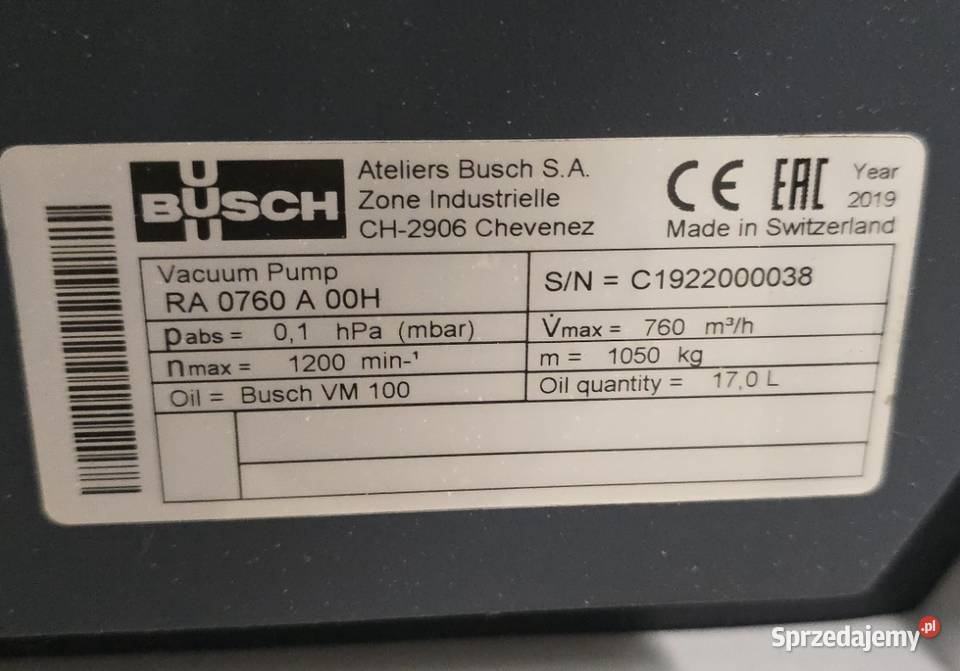 BUSCH
Ateliers Busch S.A.
Zone Industrielle
CH-2906 Chevenez
CE EAC Year
2019
Made in Switzerland
Vacuum Pump
RA 0760 A 00H
S/N = C1922000038
pabs = 0,1 hPa (mbar)
V̇max = 760 m³/h
nmax = 1200 min-¹
m = 1050 kg
Oil = Busch VM 100
Oil quantity = 17,0 L
Sprzedajemy.pl